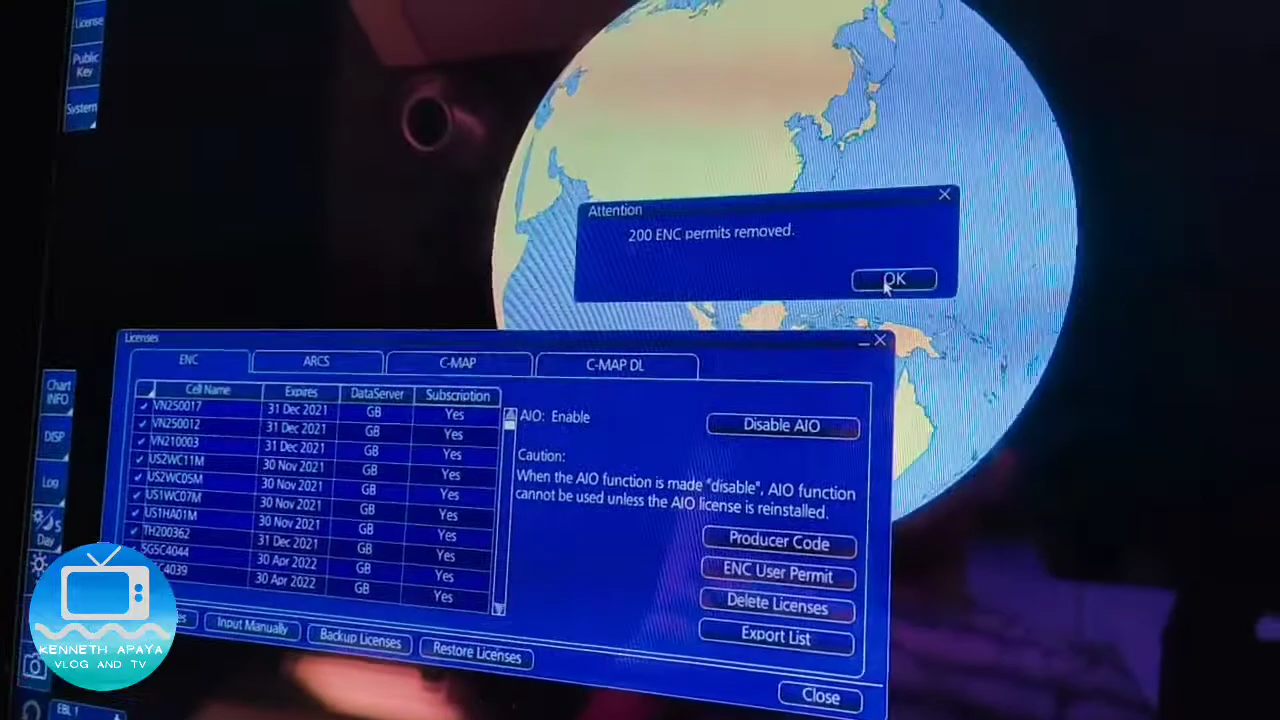 License
Public
Key
System
Attention
200 ENC permits removed.
OK
Licenses
ENC
ARCS
C-MAP
C-MAP DL
Cell Name
Expires
DataServer
Subscription
VN250017
31 Dec 2021
GB
Yes
VN250012
31 Dec 2021
GB
Yes
VN210003
31 Dec 2021
GB
Yes
US2WC11M
30 Nov 2021
GB
Yes
US2WC05M
30 Nov 2021
GB
Yes
US1WC07M
30 Nov 2021
GB
Yes
US1HA01M
30 Nov 2021
GB
Yes
TH200362
31 Dec 2021
GB
Yes
SG5C4044
30 Apr 2022
GB
Yes
30 Apr 2022
GB
Yes
AIO: Enable
Disable AIO
Caution:
When the AIO function is made "disable", AIO function
cannot be used unless the AIO license is reinstalled.
Producer Code
ENC User Permit
Delete Licenses
Export List
Input Manually
Backup Licenses
Restore Licenses
Close
Chart
INFO
DISP
Log
Day
EBL 1
KENNETH APAYA
VLOG AND TV